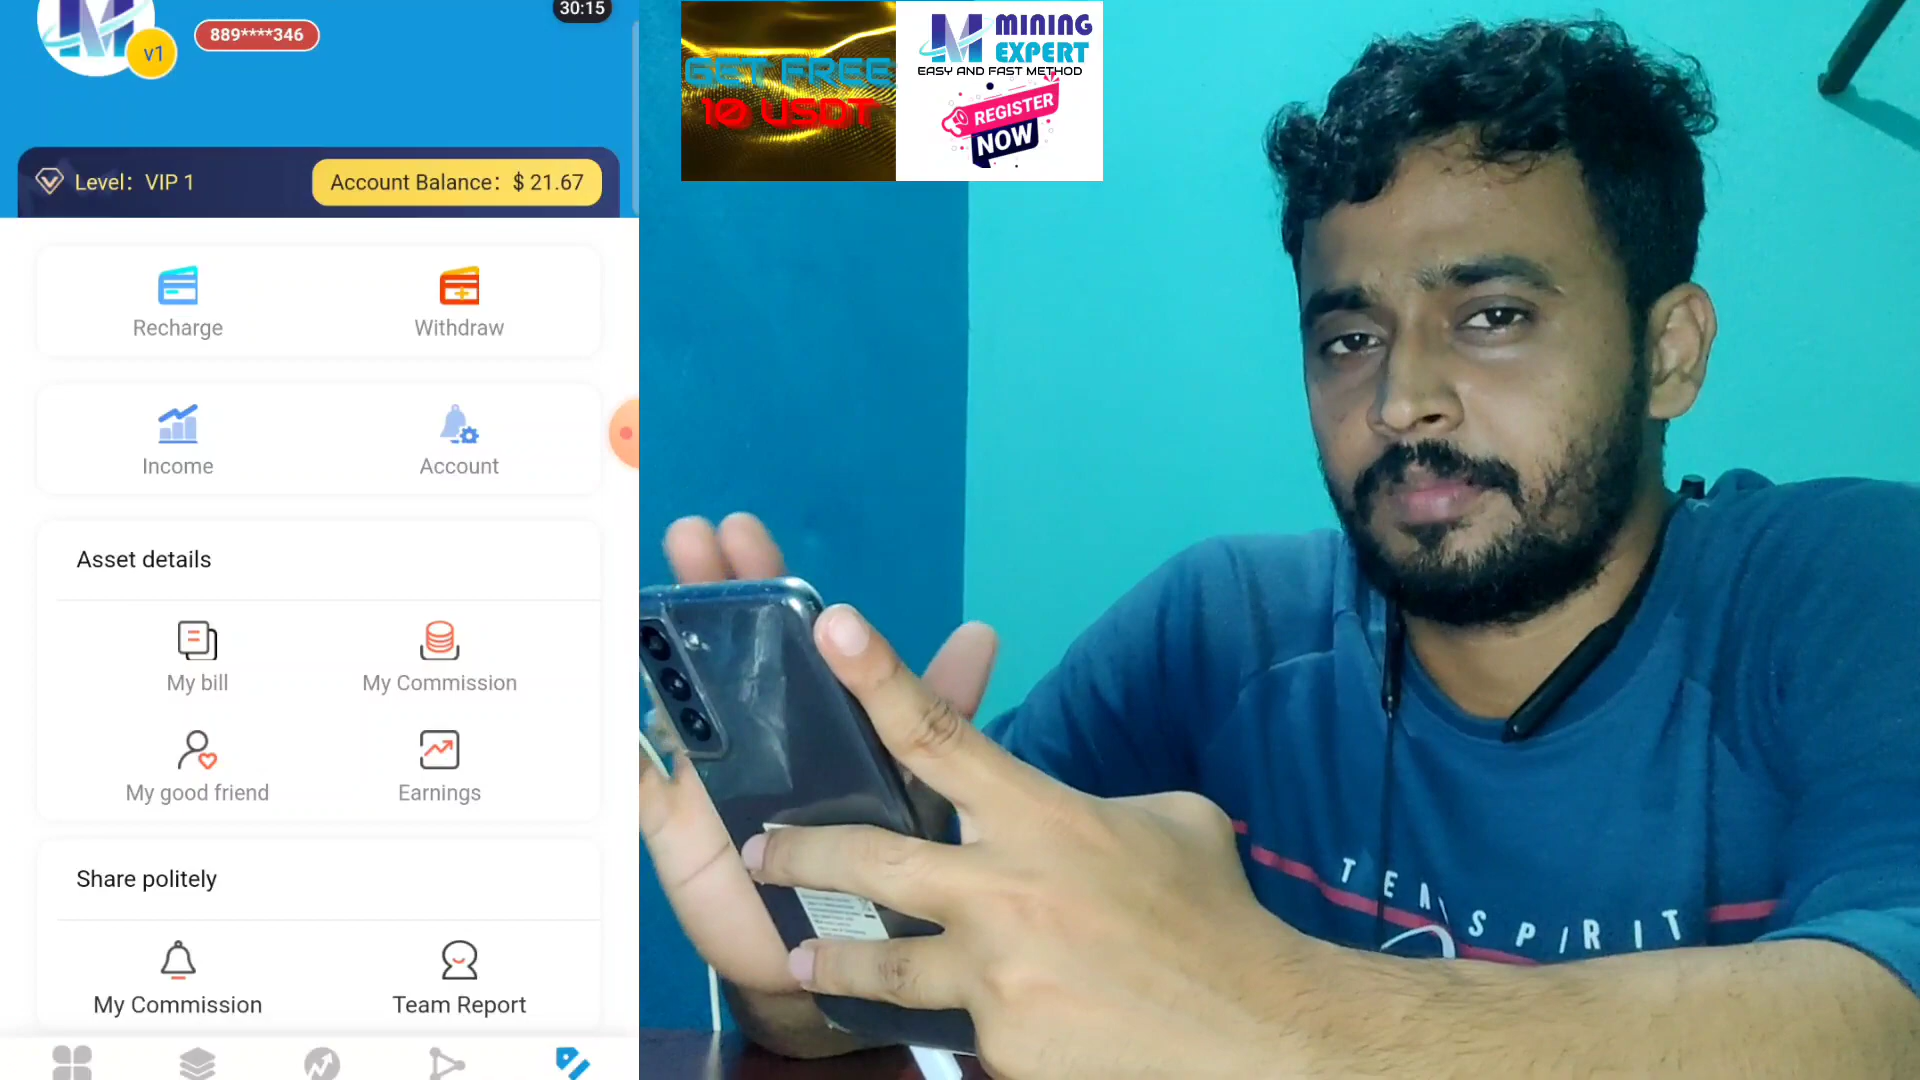 30:15
889****346
v1
Level: VIP 1
Account Balance: $ 21.67
Recharge
Withdraw
Income
Account
Asset details
My bill
My Commission
My good friend
Earnings
Share politely
My Commission
Team Report
GET FREE
10 USDT
MINING
EXPERT
EASY AND FAST METHOD
REGISTER
NOW
TEA SPIRIT